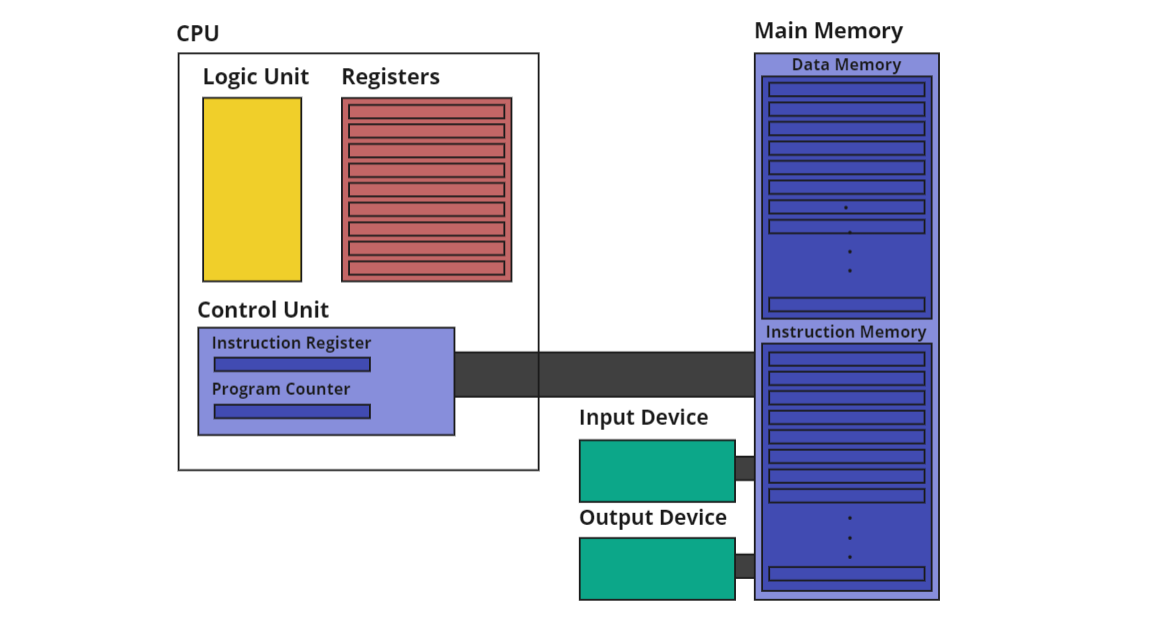 CPU
Logic Unit
Registers
Control Unit
Instruction Register
Program Counter
Main Memory
Data Memory
Instruction Memory
Input Device
Output Device